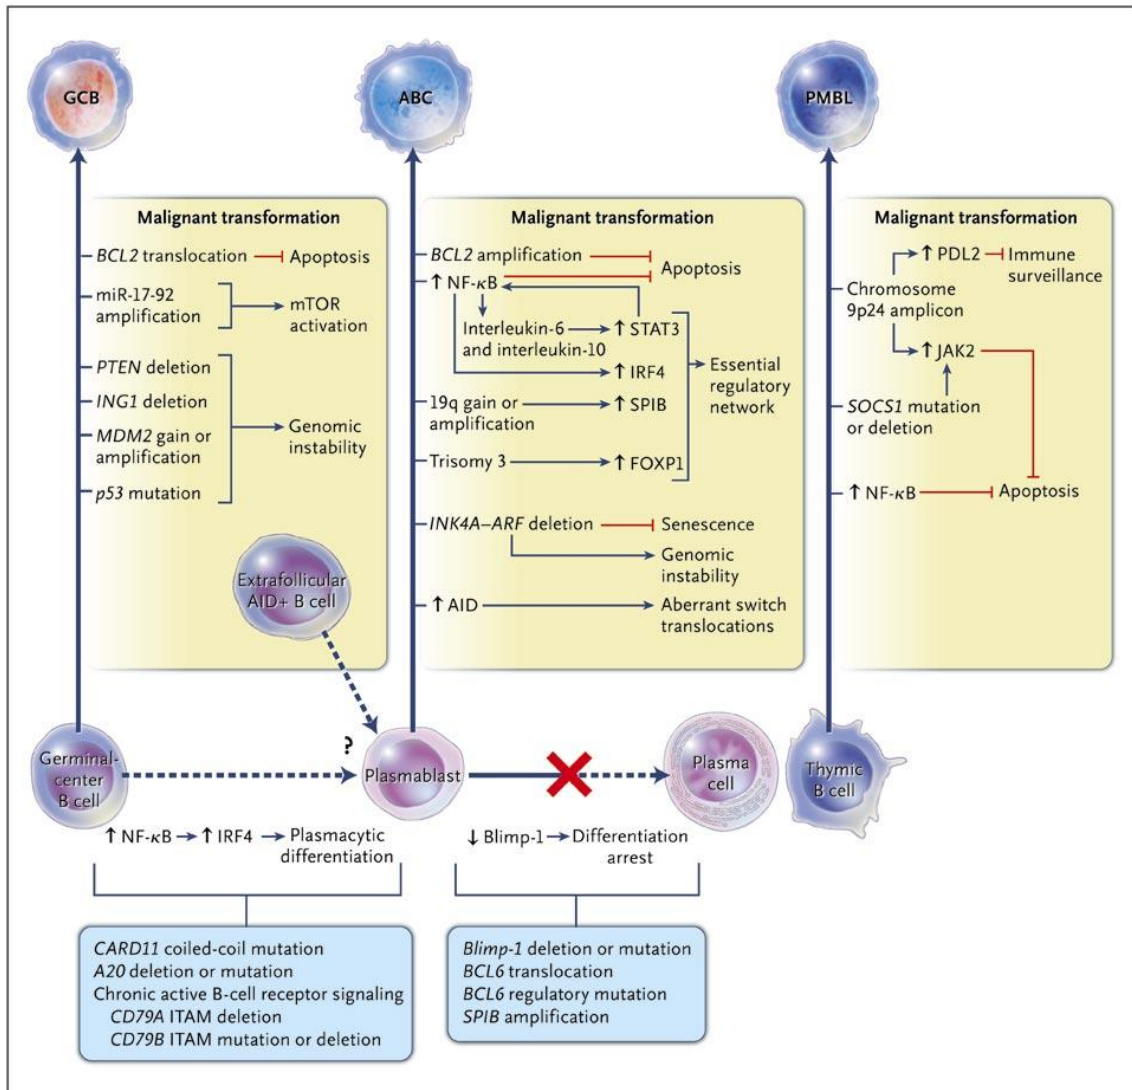 GCB
ABC
PMBL
Malignant transformation
BCL2 translocation
Apoptosis
miR-17-92
amplification
mTOR
activation
PTEN deletion
ING1 deletion
MDM2 gain or
amplification
p53 mutation
Genomic
instability
Extrafollicular
AID+ B cell
Malignant transformation
BCL2 amplification
↑ NF-κB
Apoptosis
Interleukin-6
and interleukin-10
↑ STAT3
↑ IRF4
Essential
regulatory
network
19q gain or
amplification
↑ SPIB
Trisomy 3
↑ FOXP1
INK4A–ARF deletion
Senescence
Genomic
instability
↑ AID
Aberrant switch
translocations
Malignant transformation
↑ PDL2
Immune
surveillance
Chromosome
9p24 amplicon
↑ JAK2
SOCS1 mutation
or deletion
↑ NF-κB
Apoptosis
Germinal-
center
B cell
?
Plasmablast
Plasma
cell
Thymic
B cell
↑ NF-κB → ↑ IRF4 → Plasmacytic
differentiation
↓ Blimp-1 → Differentiation
arrest
CARD11 coiled-coil mutation
A20 deletion or mutation
Chronic active B-cell receptor signaling
CD79A ITAM deletion
CD79B ITAM mutation or deletion
Blimp-1 deletion or mutation
BCL6 translocation
BCL6 regulatory mutation
SPIB amplification